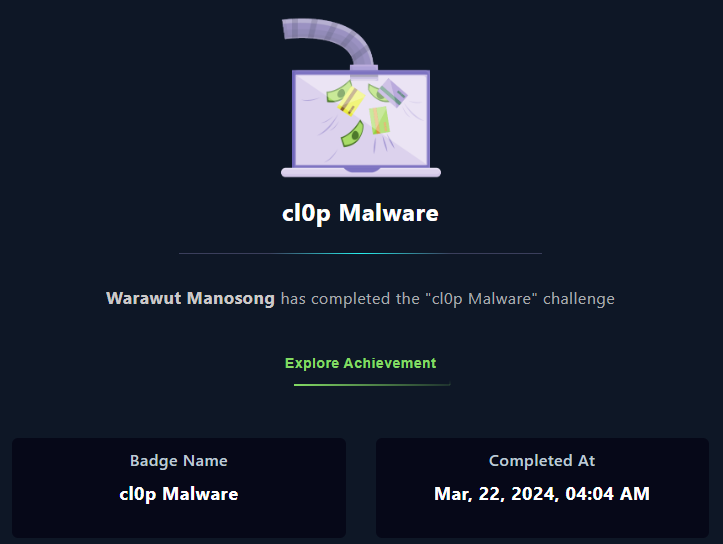 cl0p Malware
Warawut Manosong has completed the "cl0p Malware" challenge
Explore Achievement
Badge Name
cl0p Malware
Completed At
Mar, 22, 2024, 04:04 AM